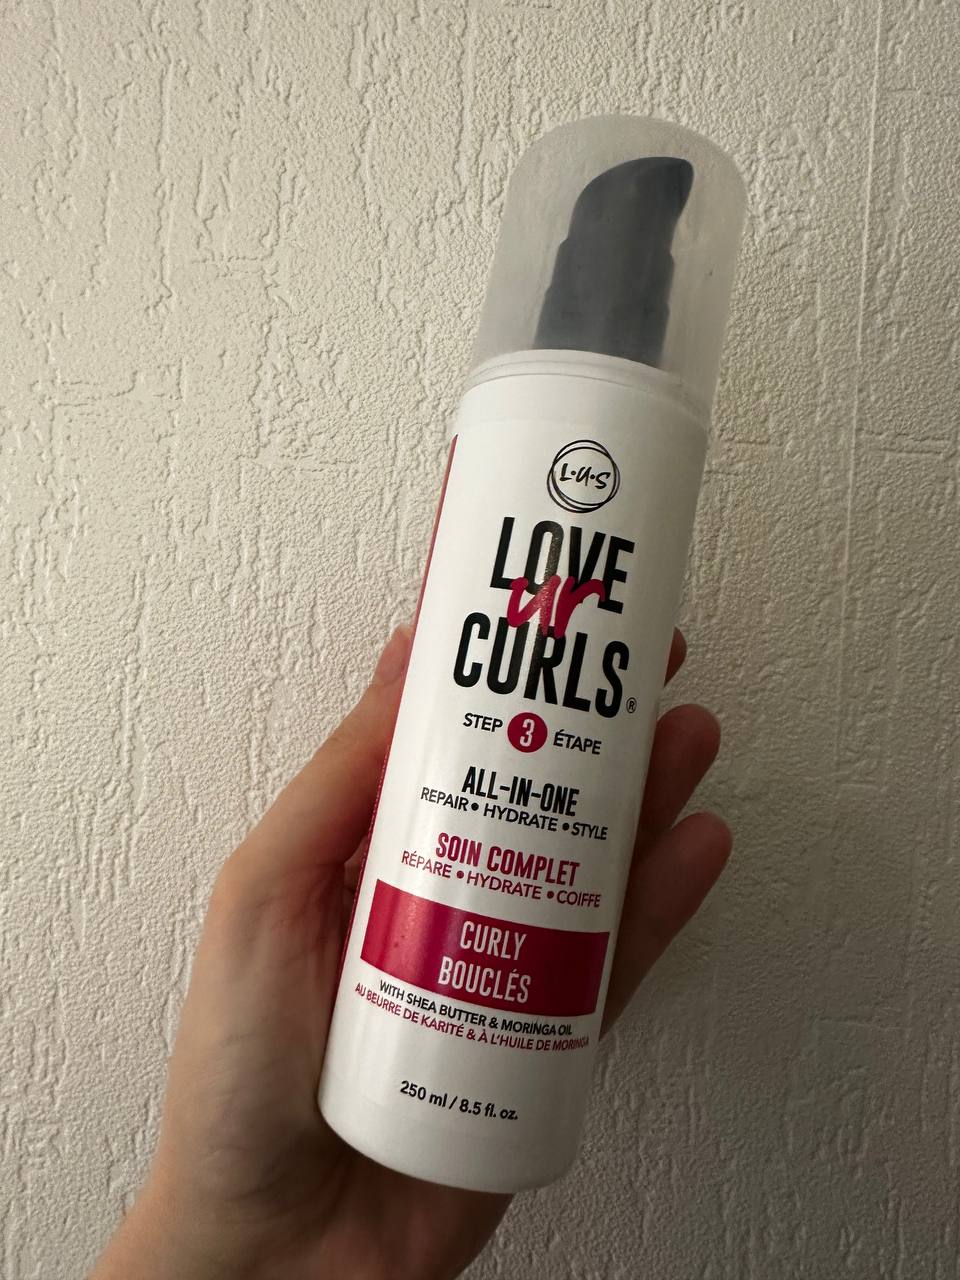 L·U·S
LOVE
ur
CURLS®
STEP 3 ÉTAPE
ALL-IN-ONE
REPAIR • HYDRATE • STYLE
SOIN COMPLET
RÉPARE • HYDRATE • COIFFE
CURLY
BOUCLÉS
WITH SHEA BUTTER & MORINGA OIL
AU BEURRE DE KARITÉ & À L'HUILE DE MORINGA
250 ml / 8.5 fl. oz.